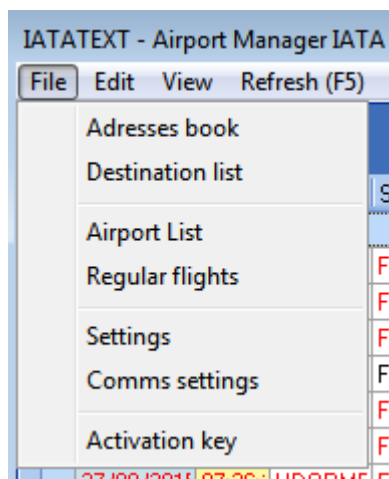 IATATEXT - Airport Manager IATA
File Edit View Refresh (F5)
Adresses book
Destination list
Airport List
Regular flights
Settings
Comms settings
Activation key